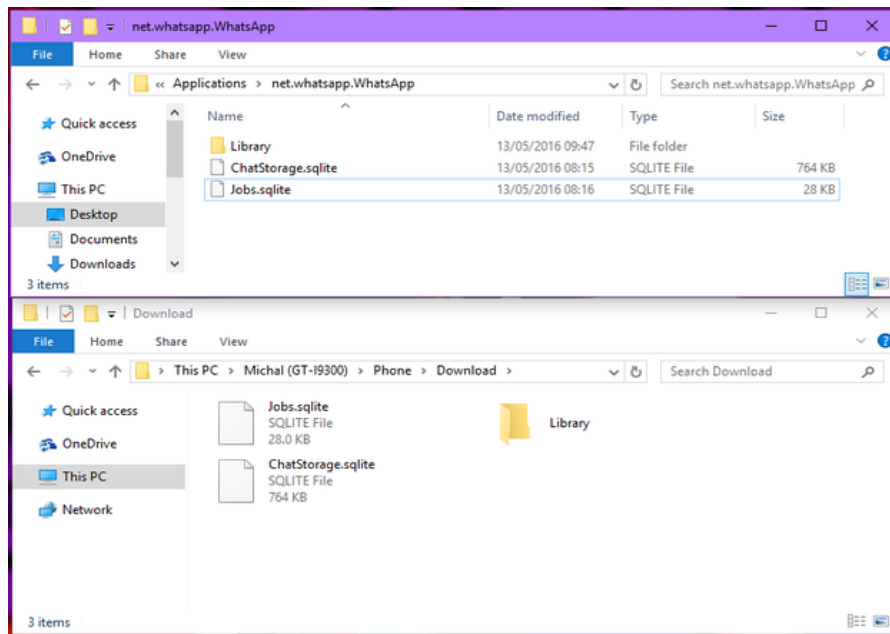 net.whatsapp.WhatsApp
File Home Share View
« Applications > net.whatsapp.WhatsApp Search net.whatsapp.WhatsApp
Name Date modified Type Size
Quick access
OneDrive
This PC
Desktop
Documents
Downloads
Library 13/05/2016 09:47 File folder
ChatStorage.sqlite 13/05/2016 08:15 SQLITE File 764 KB
Jobs.sqlite 13/05/2016 08:16 SQLITE File 28 KB
3 items
Download
File Home Share View
> This PC > Michal (GT-I9300) > Phone > Download > Search Download
Quick access
OneDrive
This PC
Network
Jobs.sqlite
SQLITE File
28.0 KB
Library
ChatStorage.sqlite
SQLITE File
764 KB
3 items